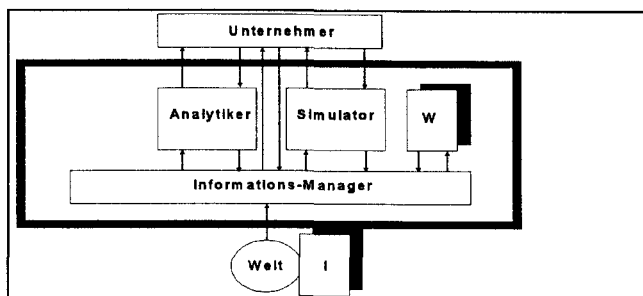 Unternehmer
Analytiker
Simulator
W
Informations-Manager
Welt
I